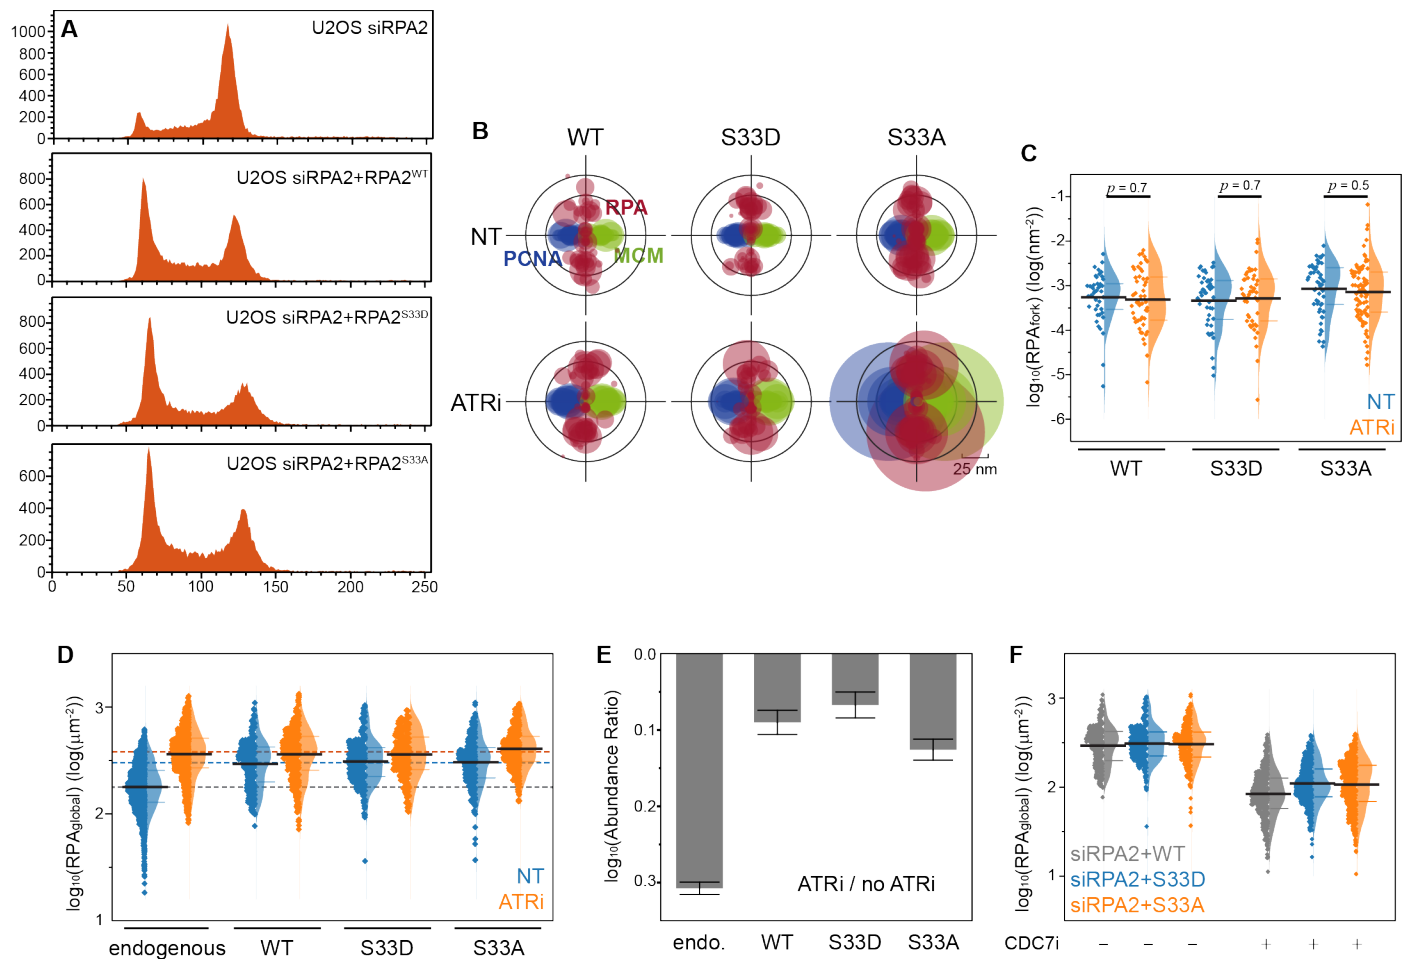 A
U2OS siRPA2
1000
800
600
400
200
0
U2OS siRPA2+RPA2WT
800
600
400
200
0
U2OS siRPA2+RPA2S33D
800
600
400
200
0
U2OS siRPA2+RPA2S33A
600
400
200
0
0 50 100 150 200 250
B
WT S33D S33A
NT
RPA
PCNA
MCM
ATRi
25 nm
C
log10(RPAfork) (log(nm-2))
-1
-2
-3
-4
-5
-6
p = 0.7 p = 0.7 p = 0.5
NT
ATRi
WT S33D S33A
D
log10(RPAglobal) (log(μm-2))
3
2
1
NT
ATRi
endogenous WT S33D S33A
E
log10(Abundance Ratio)
0.0
0.1
0.2
0.3
ATRi / no ATRi
endo. WT S33D S33A
F
log10(RPAglobal) (log(μm-2))
3
2
1
siRPA2+WT
siRPA2+S33D
siRPA2+S33A
CDC7i – – – + + +